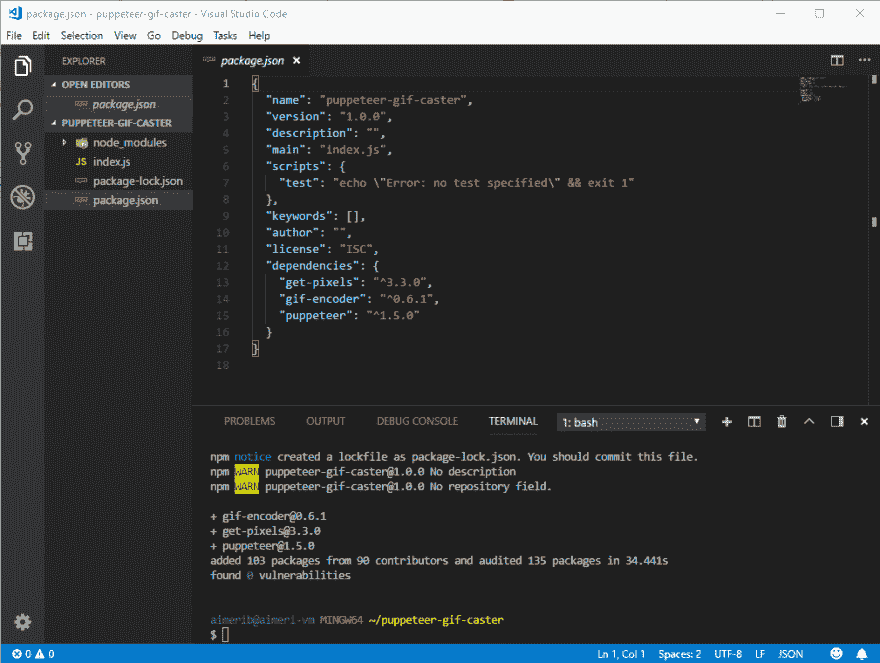 package.json - puppeteer-gif-caster - Visual Studio Code
File Edit Selection View Go Debug Tasks Help
EXPLORER
OPEN EDITORS
package.json
PUPPETEER-GIF-CASTER
node_modules
JS index.js
package-lock.json
package.json
package.json
1 {
2 "name": "puppeteer-gif-caster",
3 "version": "1.0.0",
4 "description": "",
5 "main": "index.js",
6 "scripts": {
7 "test": "echo \"Error: no test specified\" && exit 1"
8 },
9 "keywords": [],
10 "author": "",
11 "license": "ISC",
12 "dependencies": {
13 "get-pixels": "^3.3.0",
14 "gif-encoder": "^0.6.1",
15 "puppeteer": "^1.5.0"
16 }
17 }
18
PROBLEMS OUTPUT DEBUG CONSOLE TERMINAL 1: bash
npm notice created a lockfile as package-lock.json. You should commit this file.
npm WARN puppeteer-gif-caster@1.0.0 No description
npm WARN puppeteer-gif-caster@1.0.0 No repository field.
+ gif-encoder@0.6.1
+ get-pixels@3.3.0
+ puppeteer@1.5.0
added 103 packages from 90 contributors and audited 135 packages in 34.441s
found 0 vulnerabilities
aimerib@aimeri-vm MINGW64 ~/puppeteer-gif-caster
$
0 0 Ln 1, Col 1 Spaces: 2 UTF-8 LF JSON